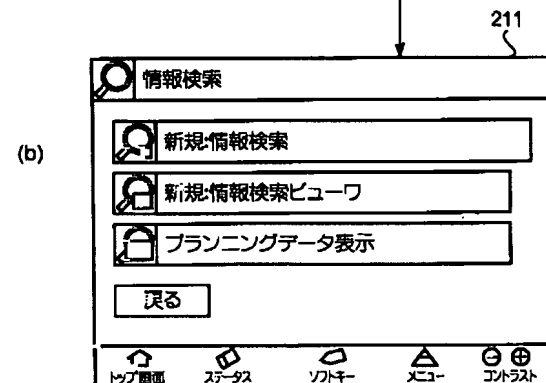 211
(b)
情報検索
新規:情報検索
新規:情報検索ビューワ
プランニングデータ表示
戻る
トップ画面 ステータス ソフトキー メニュー コントラスト